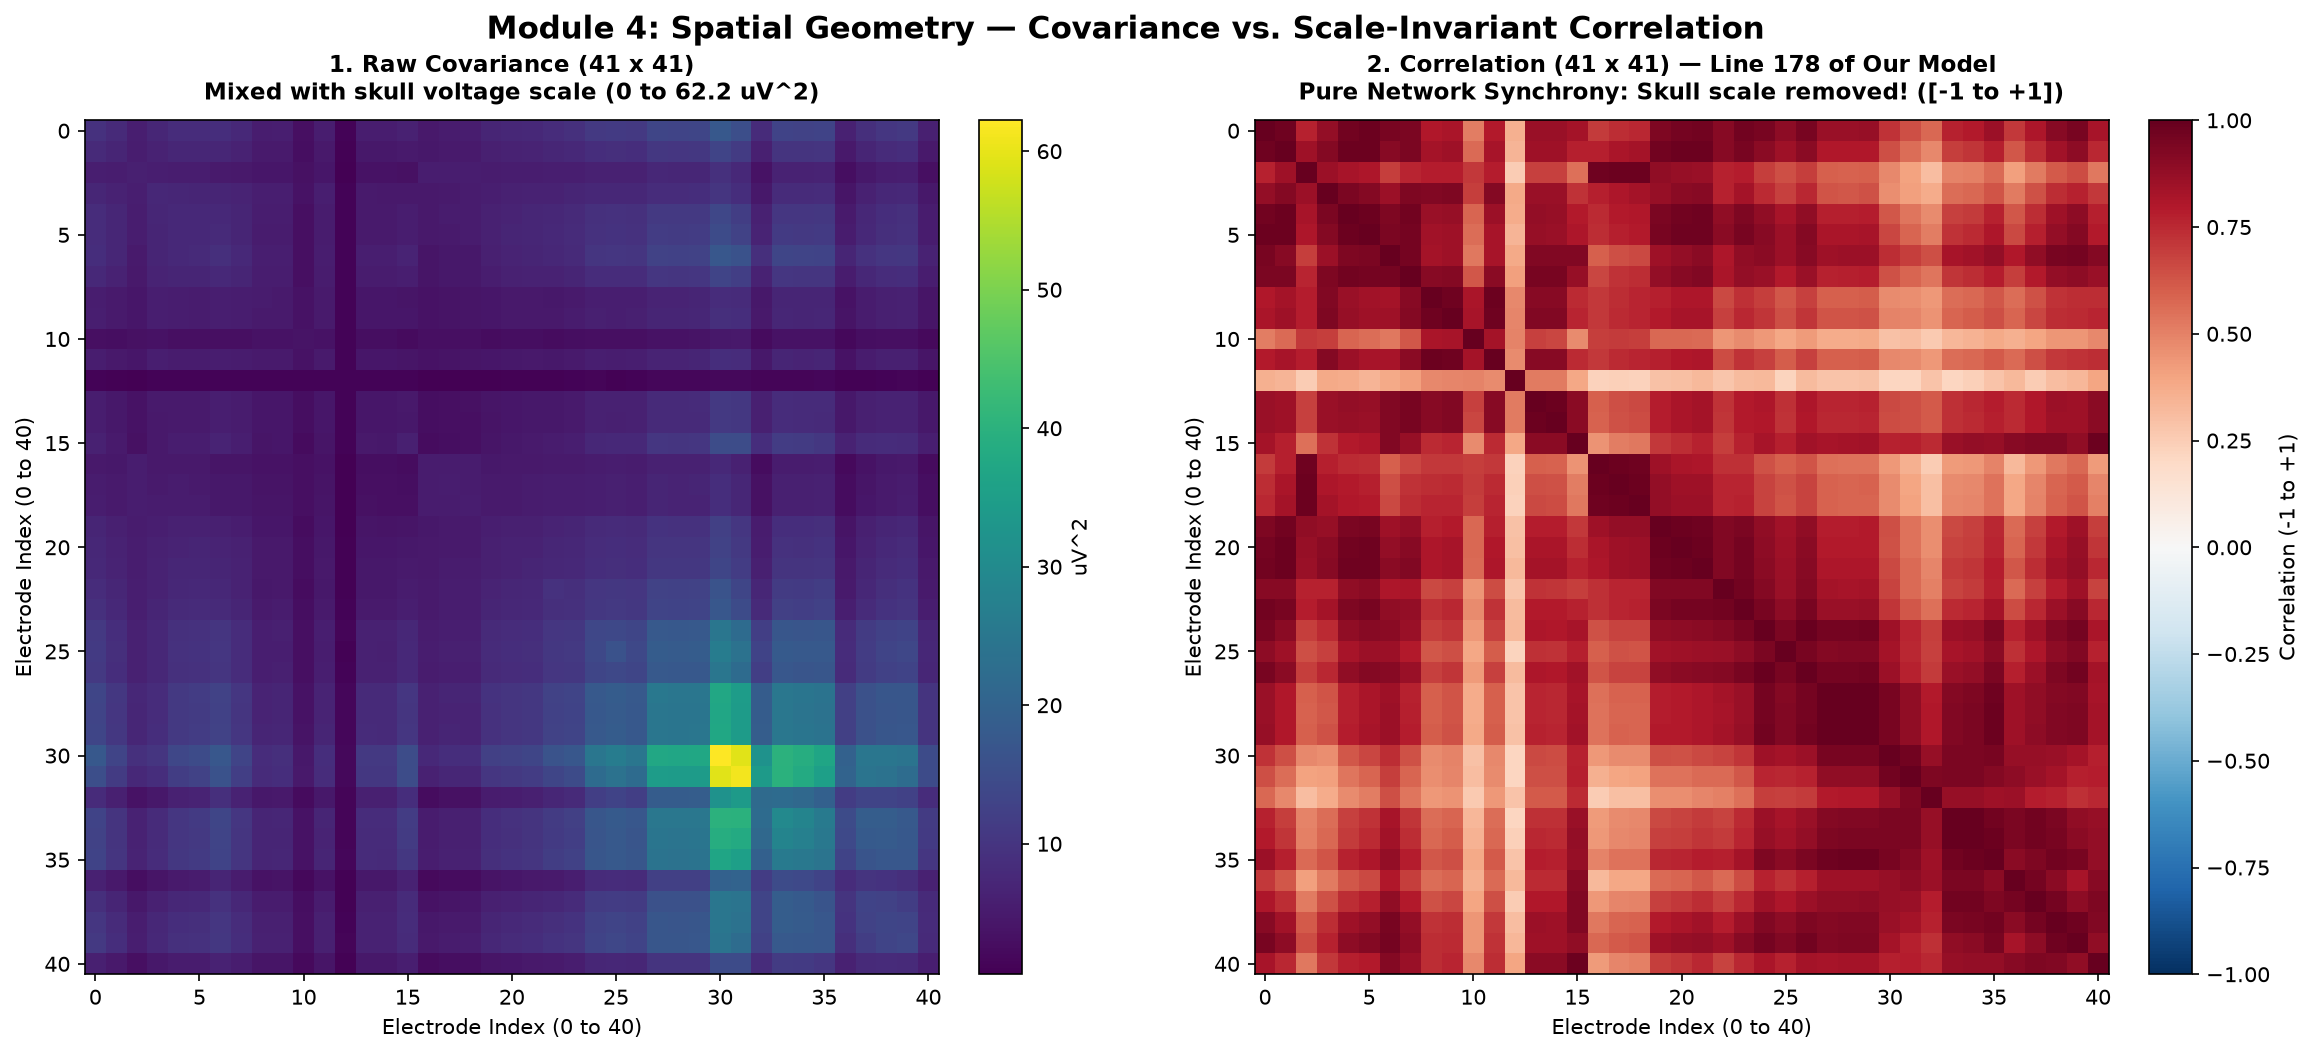 Module 4: Spatial Geometry — Covariance vs. Scale-Invariant Correlation
1. Raw Covariance (41 x 41)
Mixed with skull voltage scale (0 to 62.2 uV^2)
0
5
10
15
20
25
30
35
40
Electrode Index (0 to 40)
0 5 10 15 20 25 30 35 40
Electrode Index (0 to 40)
60
50
40
30
20
10
uV^2
2. Correlation (41 x 41) — Line 178 of Our Model
Pure Network Synchrony: Skull scale removed! ([-1 to +1])
0
5
10
15
20
25
30
35
40
Electrode Index (0 to 40)
0 5 10 15 20 25 30 35 40
Electrode Index (0 to 40)
1.00
0.75
0.50
0.25
0.00
−0.25
−0.50
−0.75
−1.00
Correlation (-1 to +1)